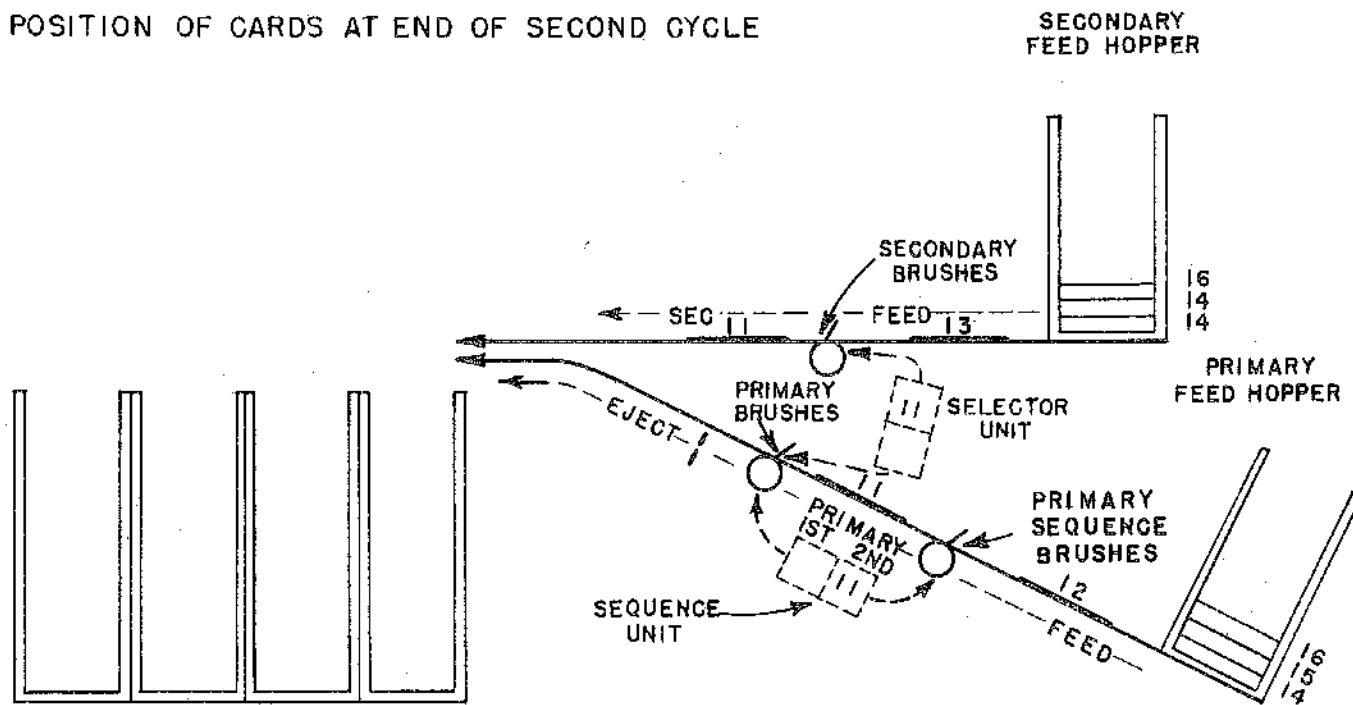 POSITION OF CARDS AT END OF SECOND CYCLE
SECONDARY
FEED HOPPER
SECONDARY
BRUSHES
16
14
14
SEC 11 FEED 13
PRIMARY
FEED HOPPER
PRIMARY
BRUSHES
11
SELECTOR
UNIT
EJECT
11
PRIMARY
1ST 2ND
11
PRIMARY
SEQUENCE
BRUSHES
12
SEQUENCE
UNIT
FEED
16
15
14